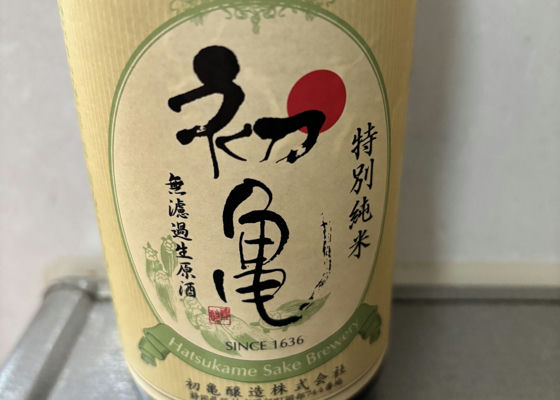 初亀
特別純米
無濾過生原酒
SINCE 1636
Hatsukame Sake Brewery
初亀醸造株式会社